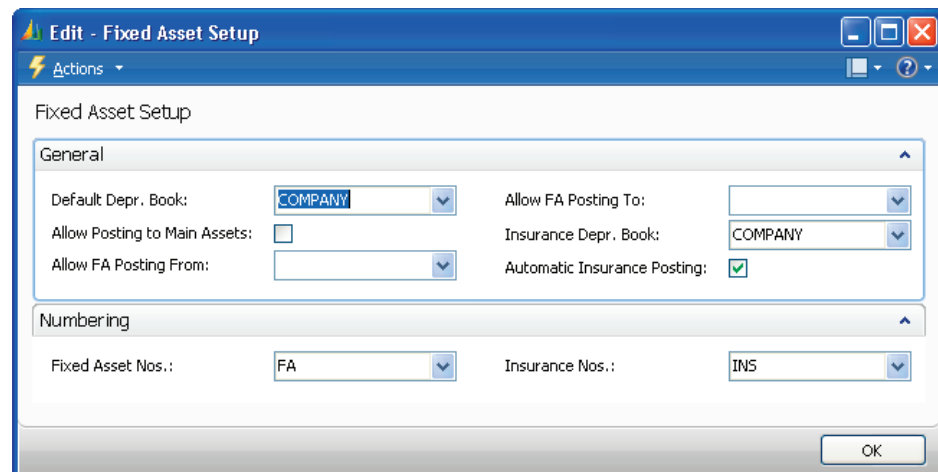 Edit - Fixed Asset Setup
Actions
Fixed Asset Setup
General
Default Depr. Book: COMPANY Allow FA Posting To:
Allow Posting to Main Assets: Insurance Depr. Book: COMPANY
Allow FA Posting From: Automatic Insurance Posting:
Numbering
Fixed Asset Nos.: FA Insurance Nos.: INS
OK